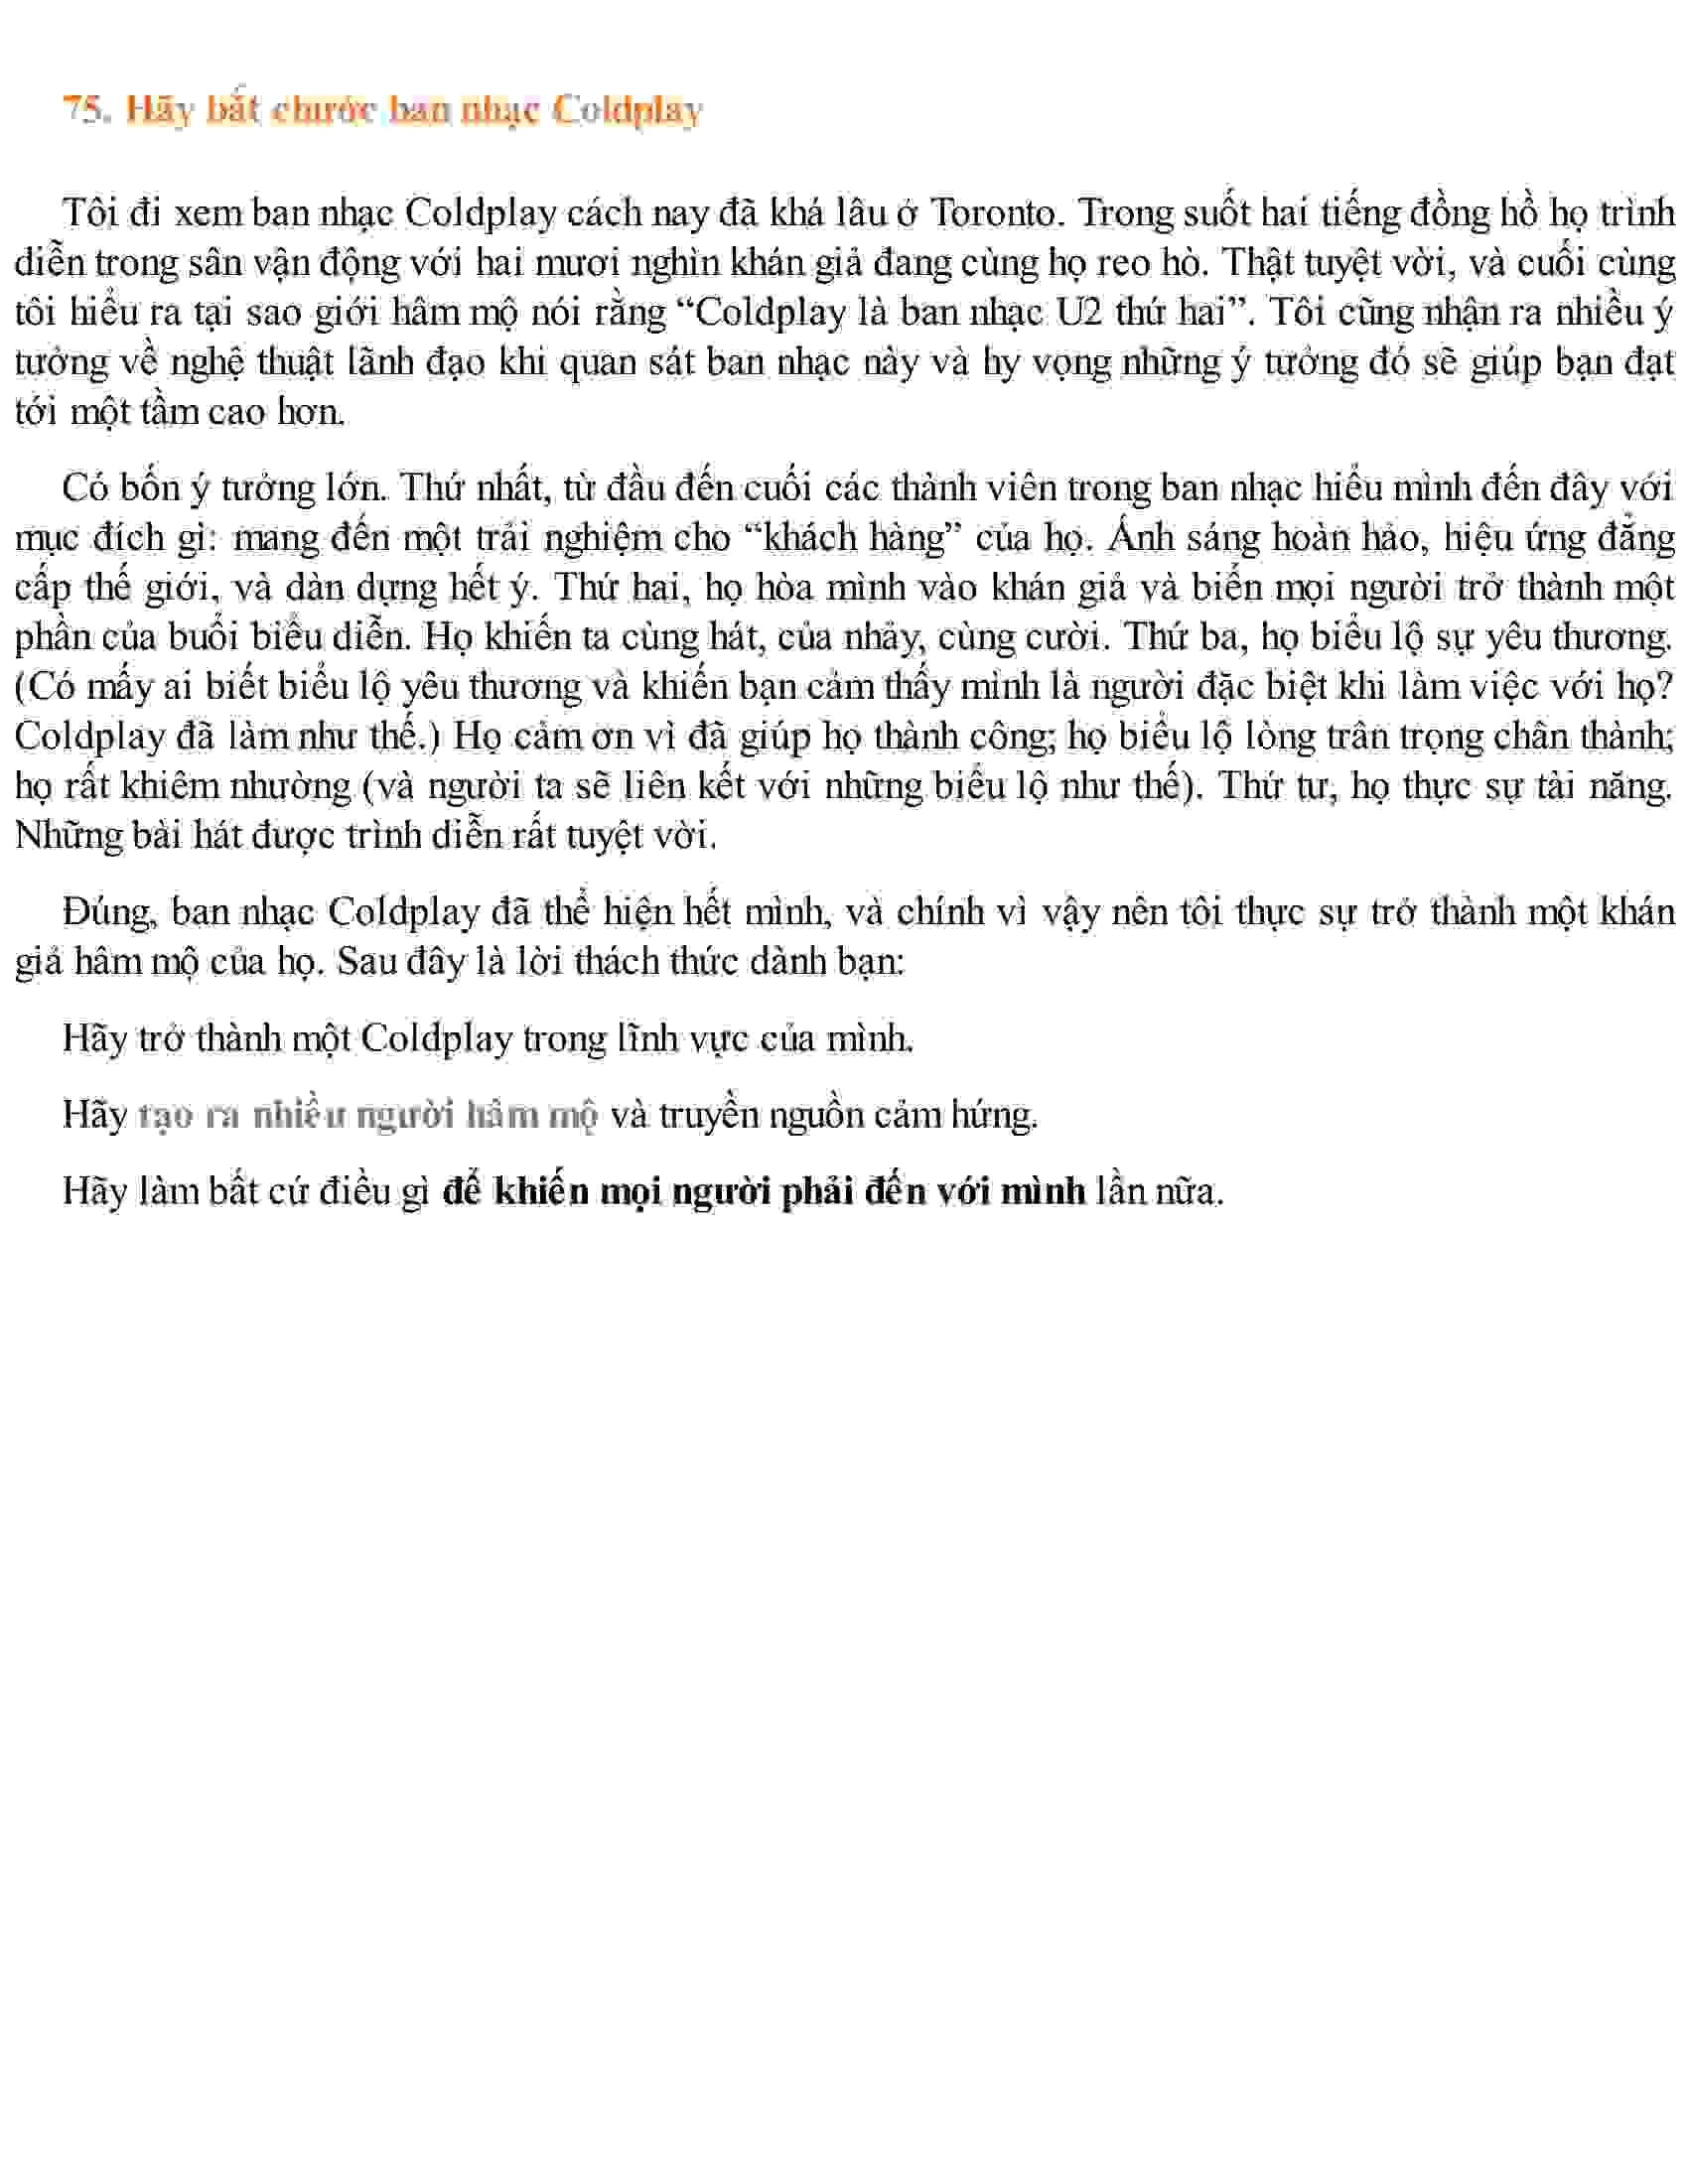 75. Hãy bắt chước ban nhạc Coldplay
Tôi đi xem ban nhạc Coldplay cách nay đã khá lâu ở Toronto. Trong suốt hai tiếng đồng hồ họ trình
diễn trong sân vận động với hai mươi nghìn khán giả đang cùng họ reo hò. Thật tuyệt vời, và cuối cùng
tôi hiểu ra tại sao giới hâm mộ nói rằng “Coldplay là ban nhạc U2 thứ hai”. Tôi cũng nhận ra nhiều ý
tưởng về nghệ thuật lãnh đạo khi quan sát ban nhạc này và hy vọng những ý tưởng đó sẽ giúp bạn đạt
tới một tầm cao hơn.
Có bốn ý tưởng lớn. Thứ nhất, từ đầu đến cuối các thành viên trong ban nhạc hiểu mình đến đây với
mục đích gì: mang đến một trải nghiệm cho “khách hàng” của họ. Ánh sáng hoàn hảo, hiệu ứng đẳng
cấp thế giới, và dàn dựng hết ý. Thứ hai, họ hòa mình vào khán giả và biến mọi người trở thành một
phần của buổi biểu diễn. Họ khiến ta cùng hát, của nhảy, cùng cười. Thứ ba, họ biểu lộ sự yêu thương.
(Có mấy ai biết biểu lộ yêu thương và khiến bạn cảm thấy mình là người đặc biệt khi làm việc với họ?
Coldplay đã làm như thế.) Họ cảm ơn vì đã giúp họ thành công; họ biểu lộ lòng trân trọng chân thành;
họ rất khiêm nhường (và người ta sẽ liên kết với những biểu lộ như thế). Thứ tư, họ thực sự tài năng.
Những bài hát được trình diễn rất tuyệt vời.
Đúng, ban nhạc Coldplay đã thể hiện hết mình, và chính vì vậy nên tôi thực sự trở thành một khán
giả hâm mộ của họ. Sau đây là lời thách thức dành bạn:
Hãy trở thành một Coldplay trong lĩnh vực của mình.
Hãy tạo ra nhiều người hâm mộ và truyền nguồn cảm hứng.
Hãy làm bất cứ điều gì để khiến mọi người phải đến với mình lần nữa.